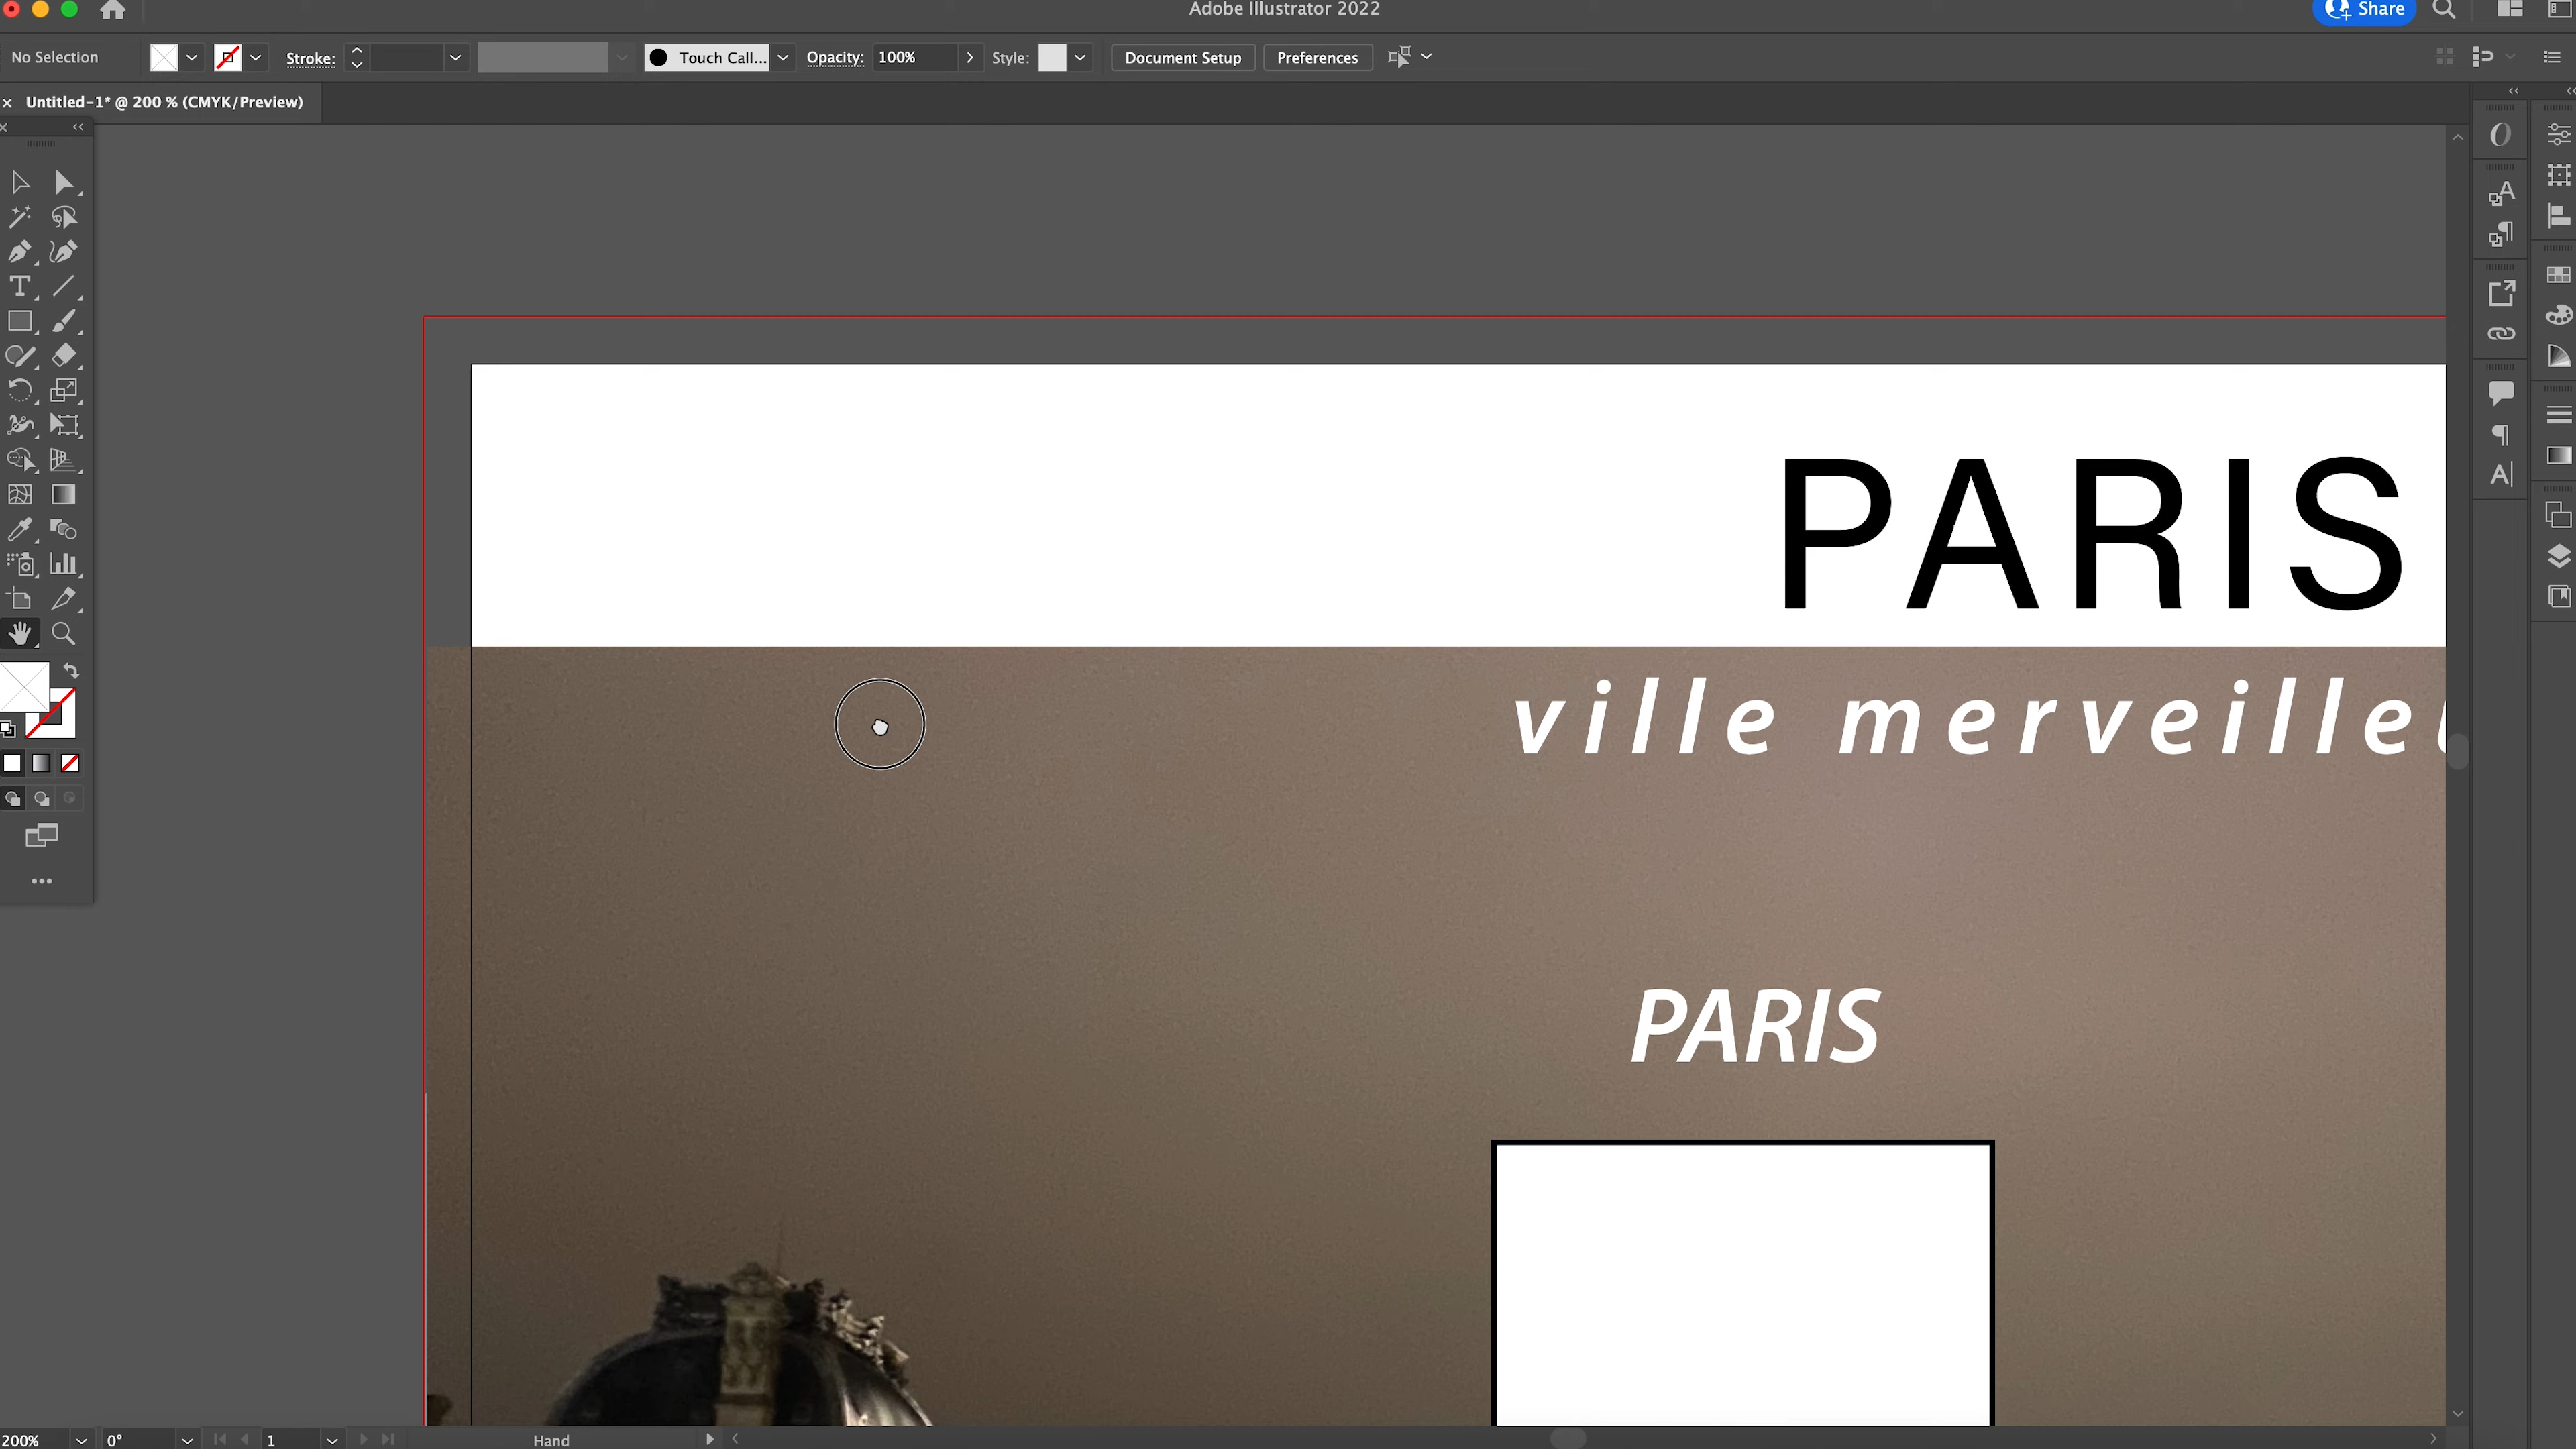 Adobe Illustrator 2022
Share
No Selection
Stroke:
Touch Call...
Opacity:
100%
Style:
Document Setup
Preferences
Untitled-1* @ 200 % (CMYK/Preview)
PARIS
ville merveille
PARIS
200%
0°
1
Hand